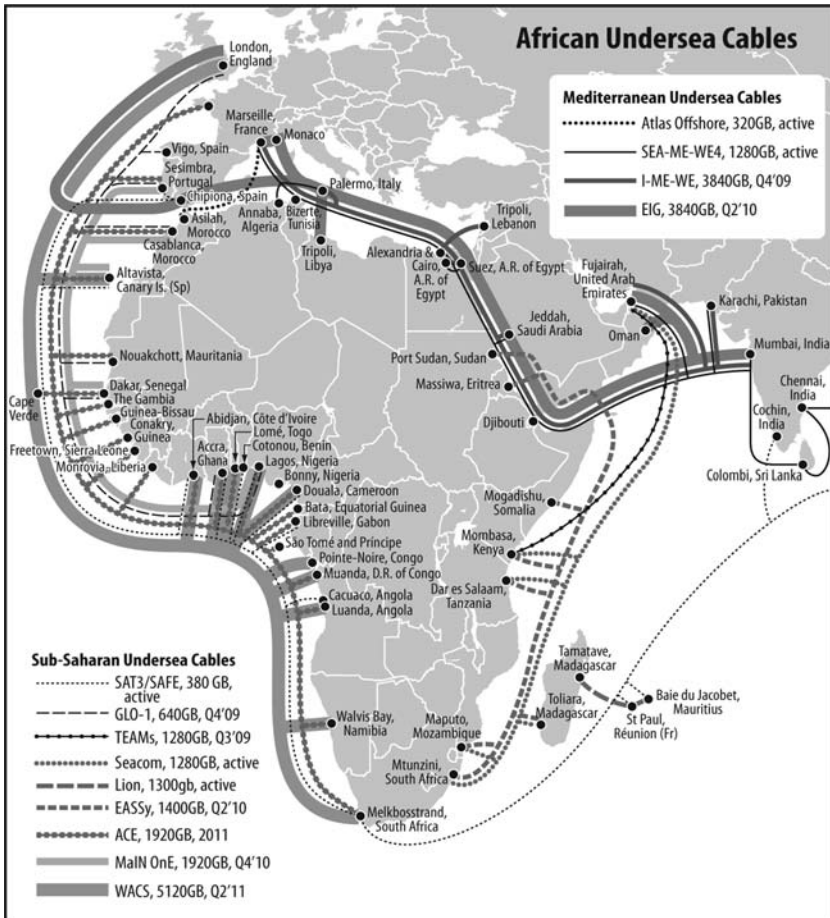 African Undersea Cables
Mediterranean Undersea Cables
Atlas Offshore, 320GB, active
SEA-ME-WE4, 1280GB, active
I-ME-WE, 3840GB, Q4'09
EIG, 3840GB, Q2'10
London,
England
Marseille,
France
Monaco
Vigo, Spain
Sesimbra,
Portugal
Chipiona, Spain
Asilah,
Morocco
Casablanca,
Morocco
Annaba,
Algeria
Bizerte,
Tunisia
Palermo, Italy
Tripoli,
Libya
Tripoli,
Lebanon
Alexandria &
Cairo,
A.R. of
Egypt
Suez, A.R. of Egypt
Fujairah,
United Arab
Emirates
Karachi, Pakistan
Oman
Mumbai, India
Altavista,
Canary Is. (Sp)
Jeddah,
Saudi Arabia
Port Sudan, Sudan
Massiwa, Eritrea
Djibouti
Chennai,
India
Cochin,
India
Colombi, Sri Lanka
Nouakchott, Mauritania
Cape
Verde
Dakar, Senegal
The Gambia
Guinea-Bissau
Conakry,
Guinea
Freetown, Sierra Leone
Monrovia, Liberia
Abidjan, Côte d'Ivoire
Lomé, Togo
Cotonou, Benin
Accra,
Ghana
Lagos, Nigeria
Bonny, Nigeria
Douala, Cameroon
Bata, Equatorial Guinea
Libreville, Gabon
São Tomé and Príncipe
Pointe-Noire, Congo
Muanda, D.R. of Congo
Cacuaco, Angola
Luanda, Angola
Mogadishu,
Somalia
Mombasa,
Kenya
Dar es Salaam,
Tanzania
Tamatave,
Madagascar
Toliara,
Madagascar
Baie du Jacobet,
Mauritius
St Paul,
Réunion (Fr)
Walvis Bay,
Namibia
Maputo,
Mozambique
Mtunzini,
South Africa
Melkbosstrand,
South Africa
Sub-Saharan Undersea Cables
SAT3/SAFE, 380 GB,
active
GLO-1, 640GB, Q4'09
TEAMs, 1280GB, Q3'09
Seacom, 1280GB, active
Lion, 1300gb, active
EASSy, 1400GB, Q2'10
ACE, 1920GB, 2011
MaIN OnE, 1920GB, Q4'10
WACS, 5120GB, Q2'11